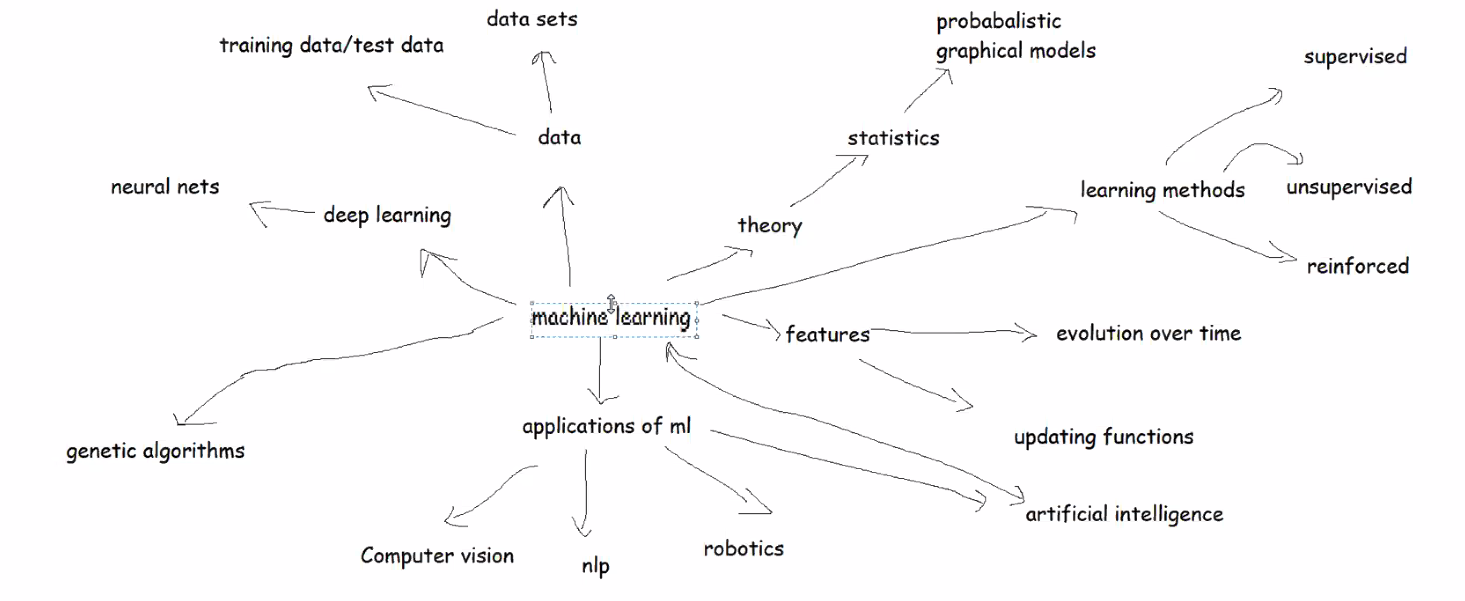 data sets
probabalistic
graphical models
training data/test data
supervised
data
statistics
neural nets
learning methods
unsupervised
deep learning
theory
reinforced
machine learning
features
evolution over time
applications of ml
updating functions
genetic algorithms
artificial intelligence
robotics
Computer vision
nlp